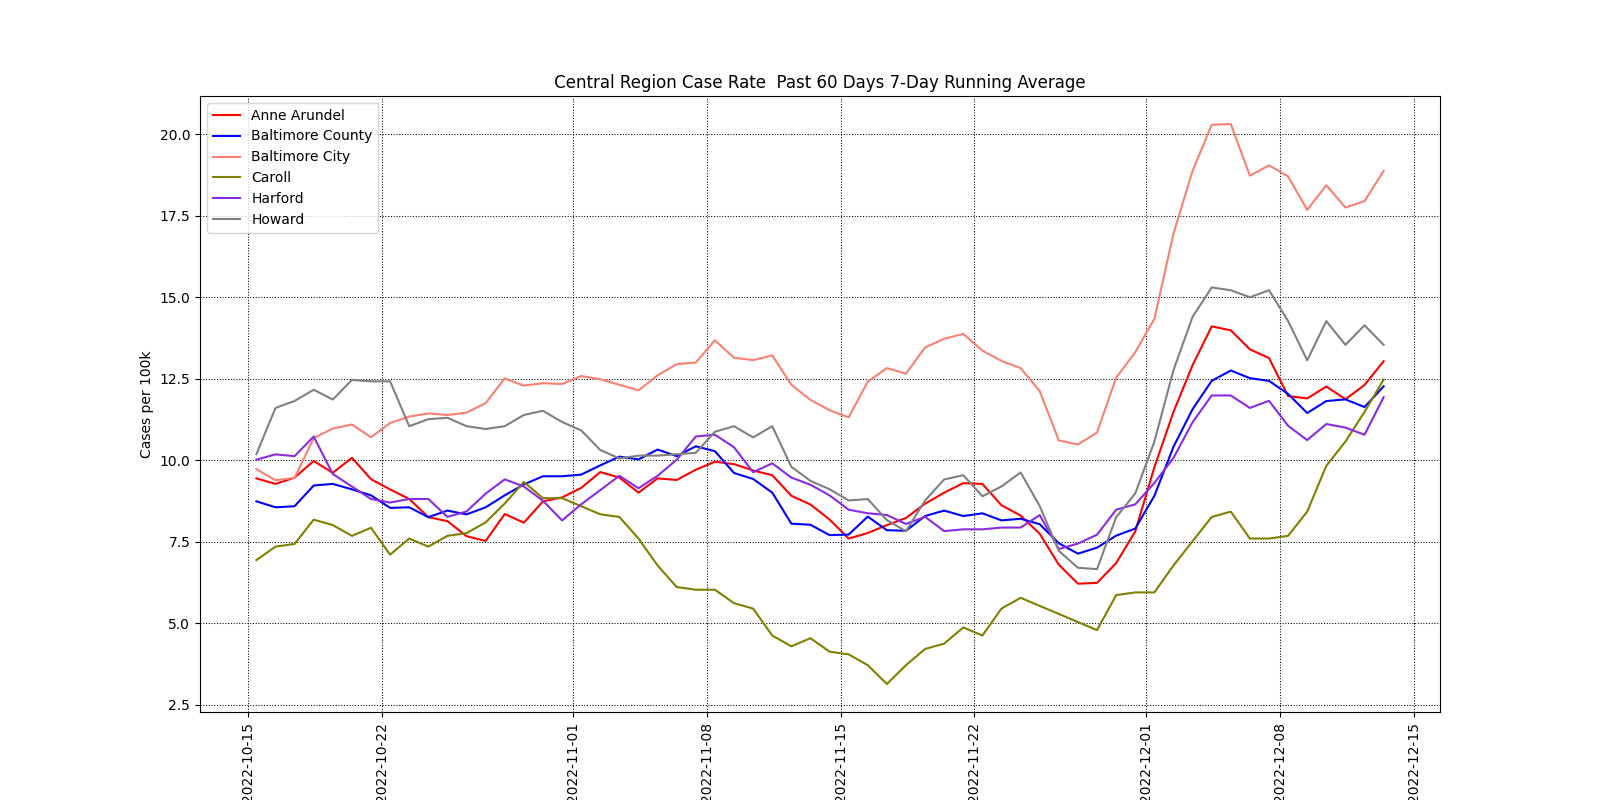 Central Region Case Rate  Past 60 Days 7-Day Running Average
Anne Arundel
Baltimore County
Baltimore City
Caroll
Harford
Howard
Cases per 100k
20.0
17.5
15.0
12.5
10.0
7.5
5.0
2.5
2022-10-15
2022-10-22
2022-11-01
2022-11-08
2022-11-15
2022-11-22
2022-12-01
2022-12-08
2022-12-15